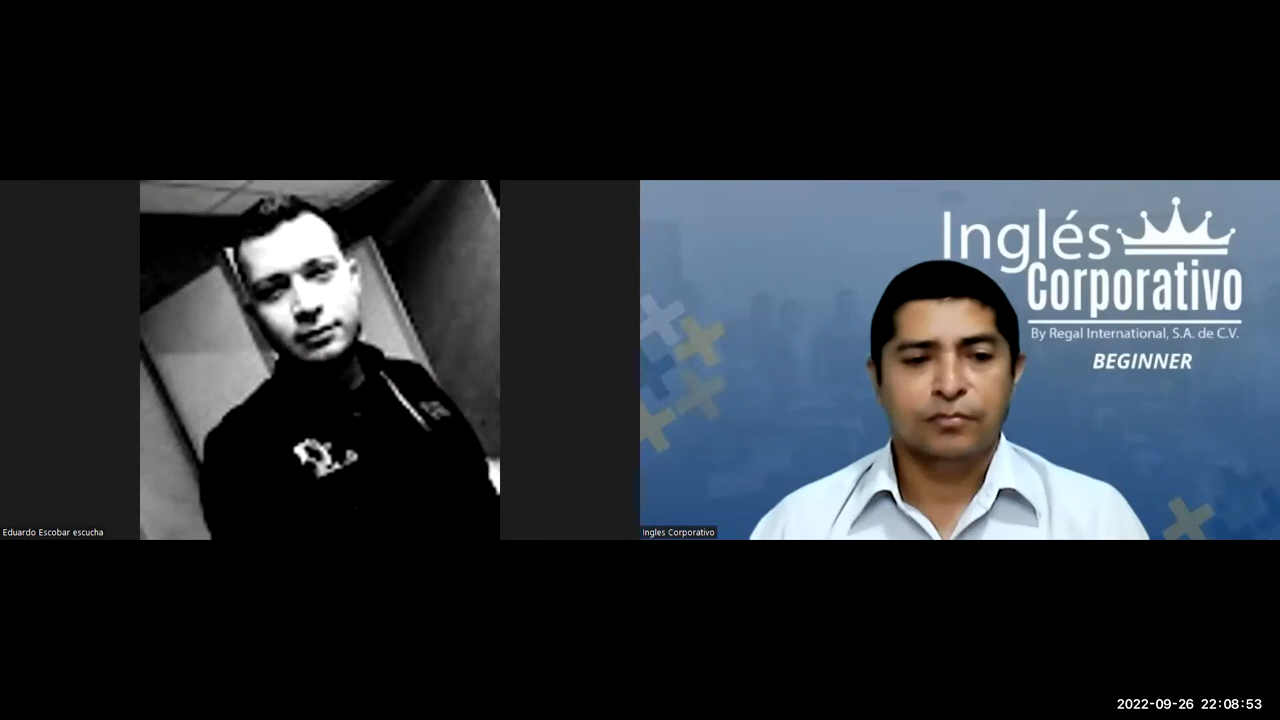 Inglés
Corporativo
By Regal International, S.A. de C.V.
BEGINNER
Eduardo Escobar escucha
Ingles Corporativo
2022-09-26 22:08:53